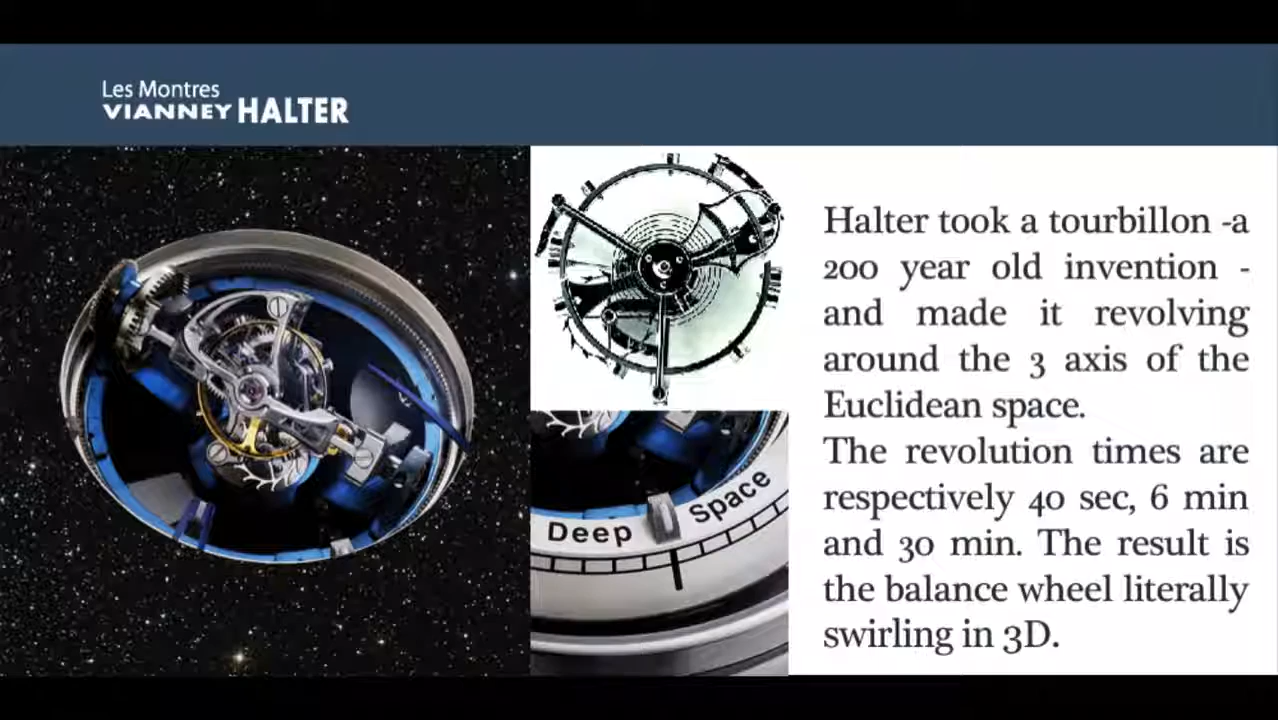 Les Montres
VIANNEY HALTER
Halter took a tourbillon -a
200 year old invention -
and made it revolving
around the 3 axis of the
Euclidean space.
The revolution times are
respectively 40 sec, 6 min
and 30 min. The result is
the balance wheel literally
swirling in 3D.
Deep Space